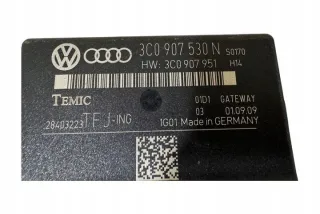 3C0 907 530 N S0170
HW: 3C0 907 951 H14
TEMIC G1D1 GATEWAY
03 01.09.09
28403223 TFJ-ING 1G01 Made in GERMANY